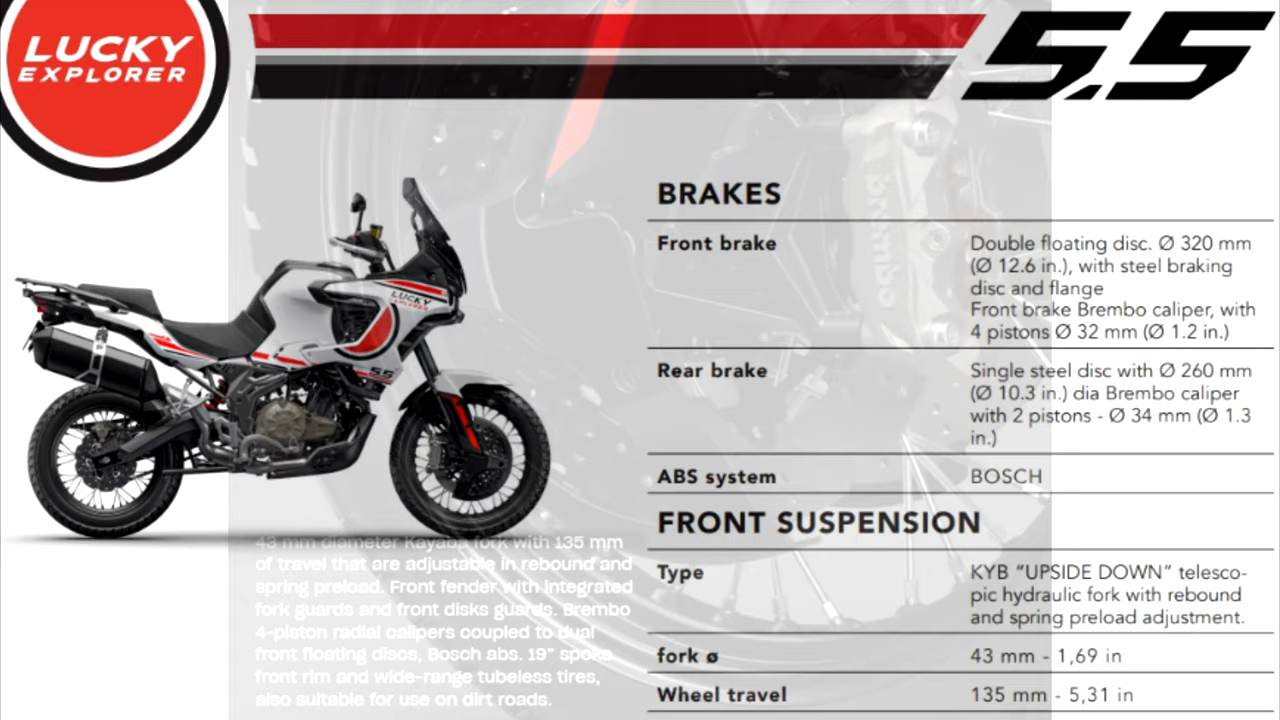 LUCKY
EXPLORER
5.5
BRAKES
Front brake
Double floating disc. Ø 320 mm
(Ø 12.6 in.), with steel braking
disc and flange
Front brake Brembo caliper, with
4 pistons Ø 32 mm (Ø 1.2 in.)
Rear brake
Single steel disc with Ø 260 mm
(Ø 10.3 in.) dia Brembo caliper
with 2 pistons - Ø 34 mm (Ø 1.3
in.)
ABS system
BOSCH
FRONT SUSPENSION
Type
KYB “UPSIDE DOWN” telesco-
pic hydraulic fork with rebound
and spring preload adjustment.
fork ø
43 mm - 1,69 in
Wheel travel
135 mm - 5,31 in
brembo
LUCKY
EXPLORER
5.5
43 mm diameter Kayaba fork with 135 mm
of travel that are adjustable in rebound and
spring preload. Front fender with integrated
fork guards and front disks guards. Brembo
4-piston radial calipers coupled to dual
front floating discs, Bosch abs. 19” spoke
front rim and wide-range tubeless tires,
also suitable for use on dirt roads.